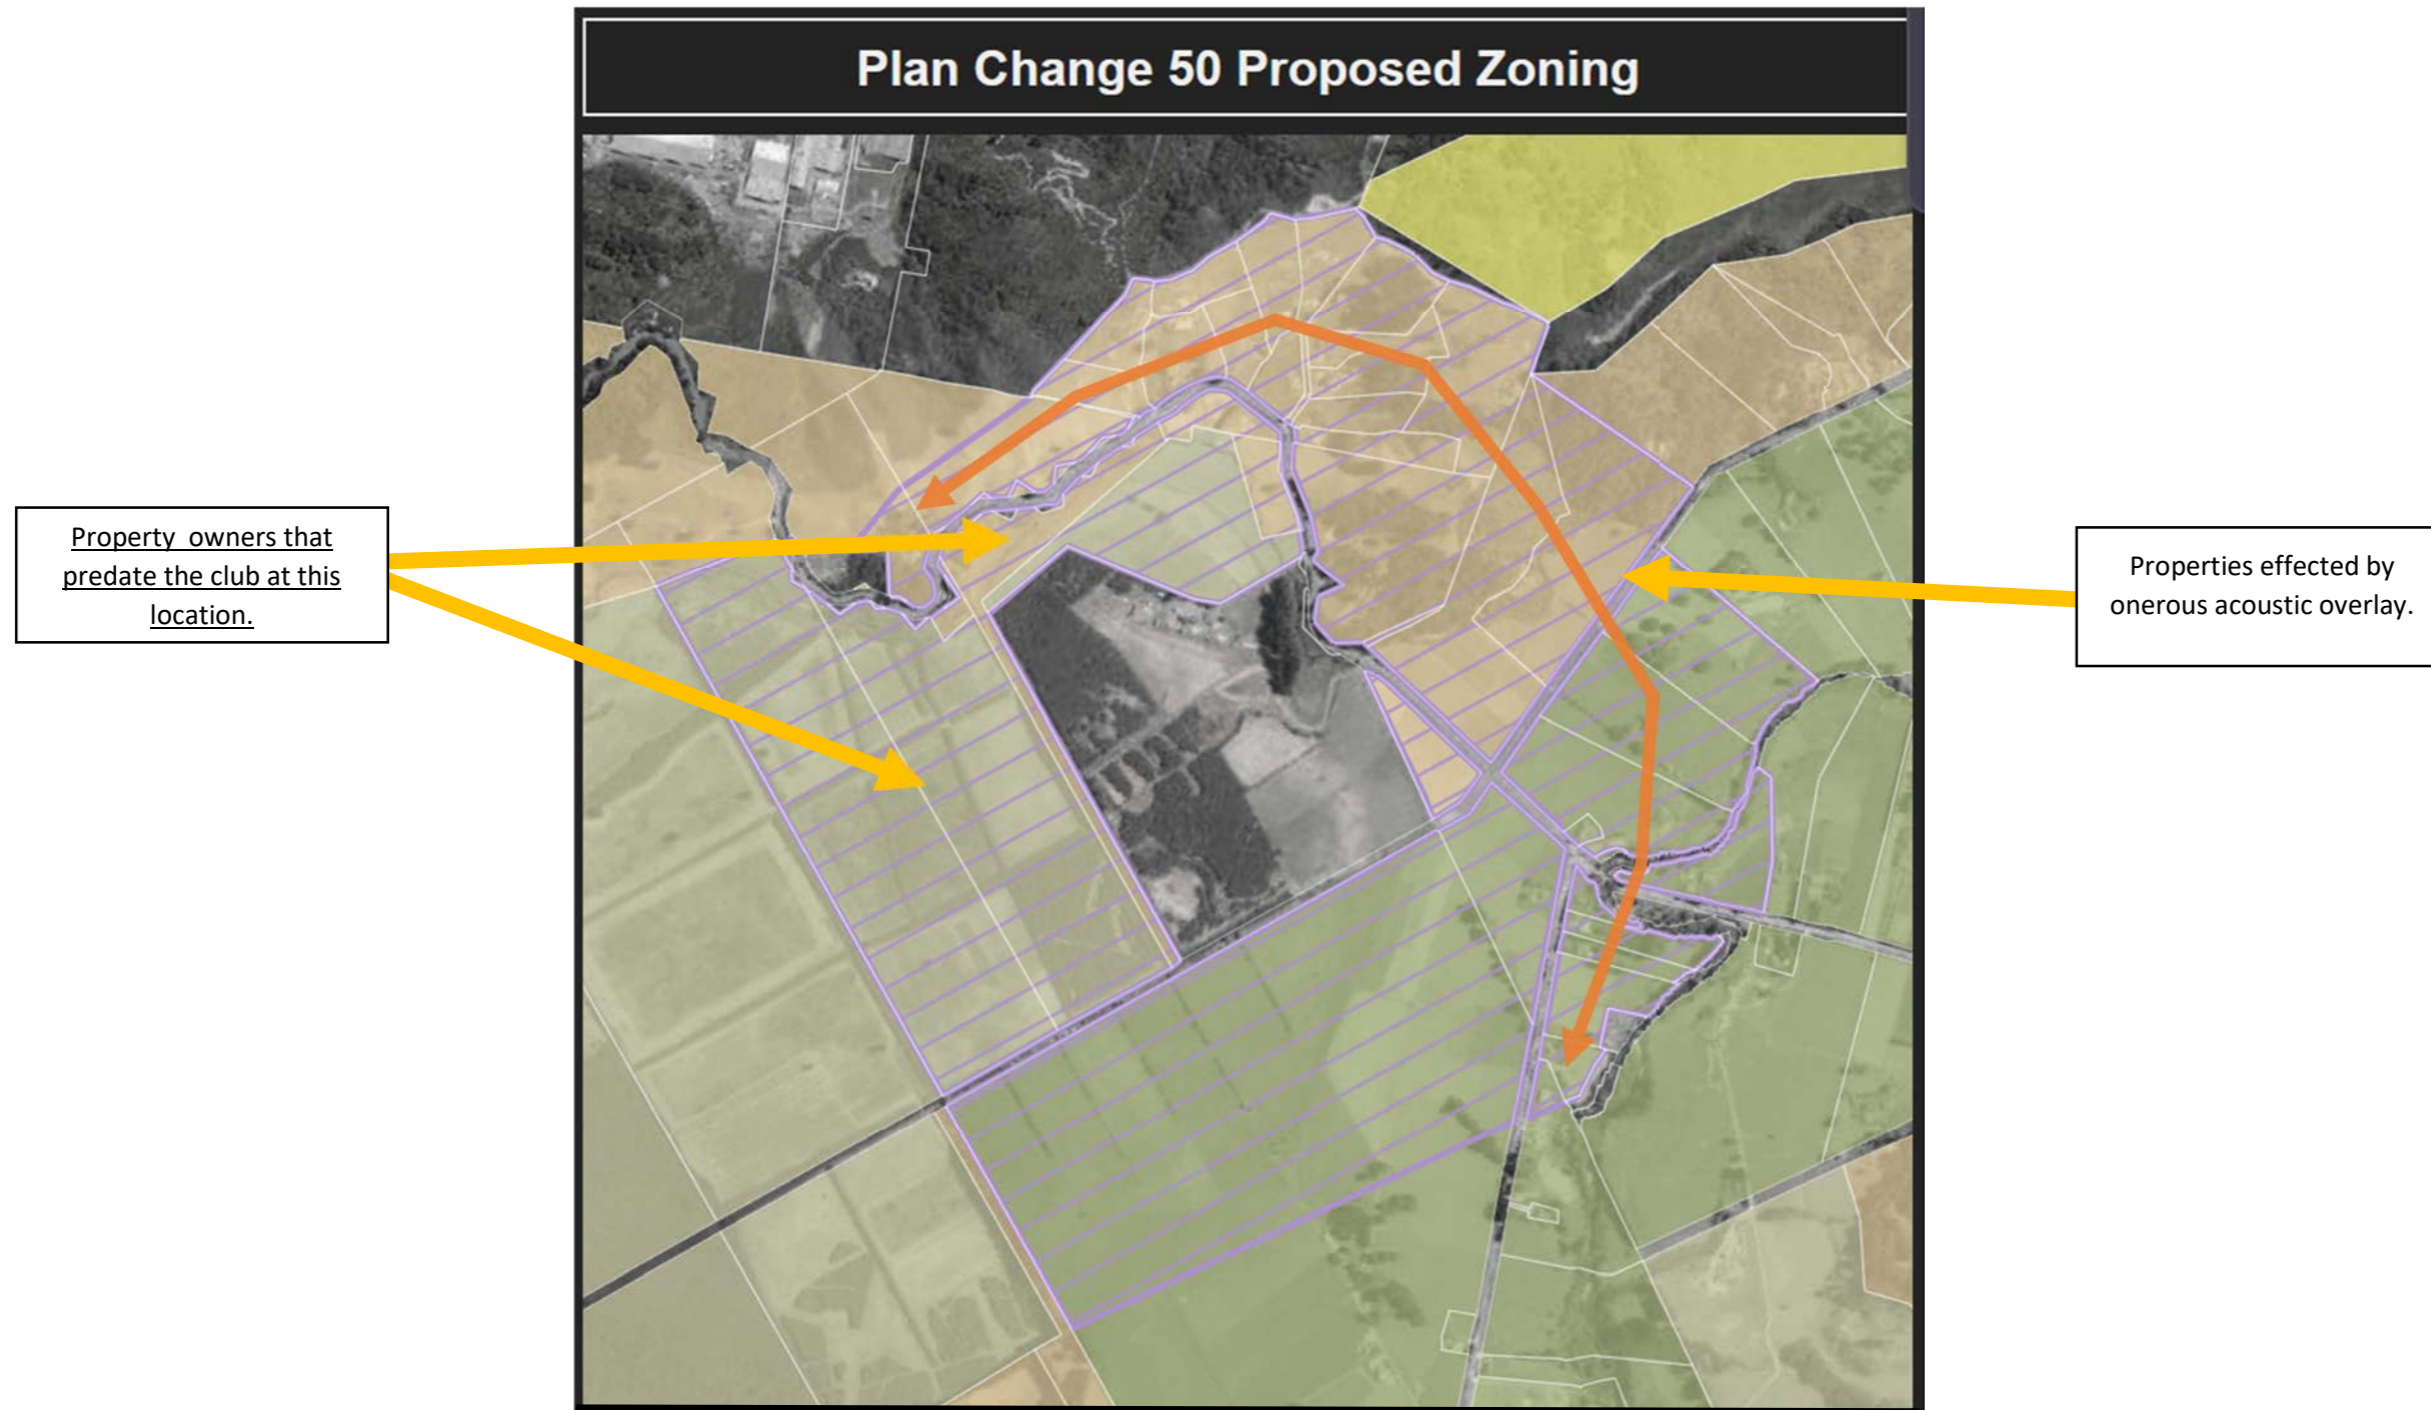 Plan Change 50 Proposed Zoning
Property  owners that
predate the club at this
location.
Properties effected by
onerous acoustic overlay.